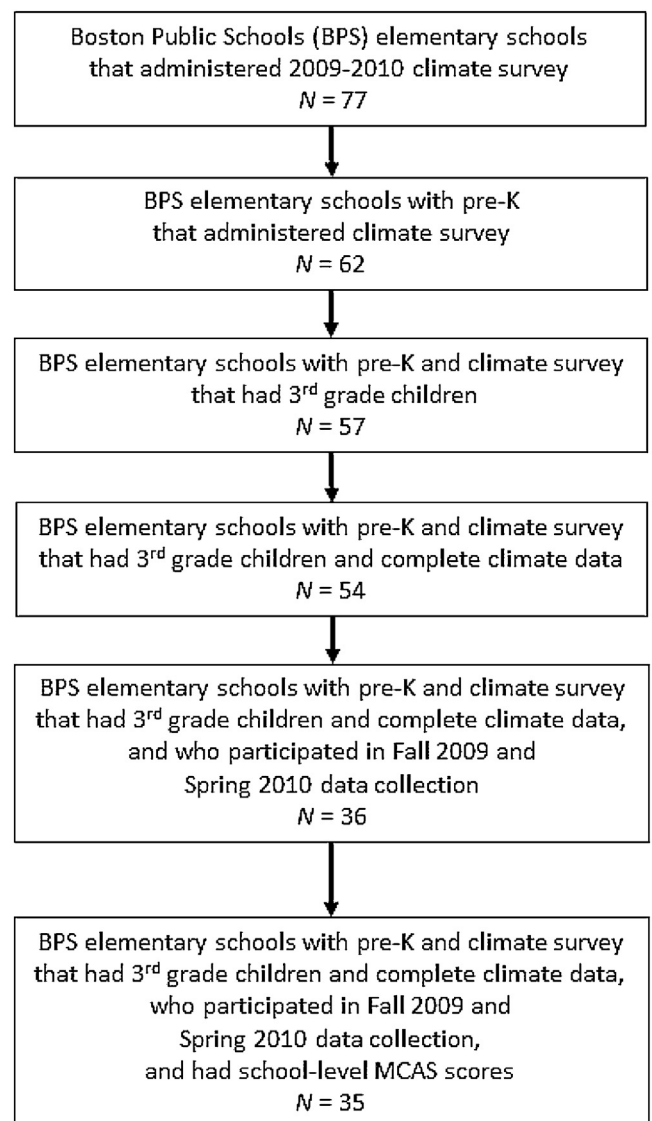 Boston Public Schools (BPS) elementary schools
that administered 2009-2010 climate survey
N = 77
BPS elementary schools with pre-K
that administered climate survey
N = 62
BPS elementary schools with pre-K and climate survey
that had 3rd grade children
N = 57
BPS elementary schools with pre-K and climate survey
that had 3rd grade children and complete climate data
N = 54
BPS elementary schools with pre-K and climate survey
that had 3rd grade children and complete climate data,
and who participated in Fall 2009 and
Spring 2010 data collection
N = 36
BPS elementary schools with pre-K and climate survey
that had 3rd grade children and complete climate data,
who participated in Fall 2009 and
Spring 2010 data collection,
and had school-level MCAS scores
N = 35